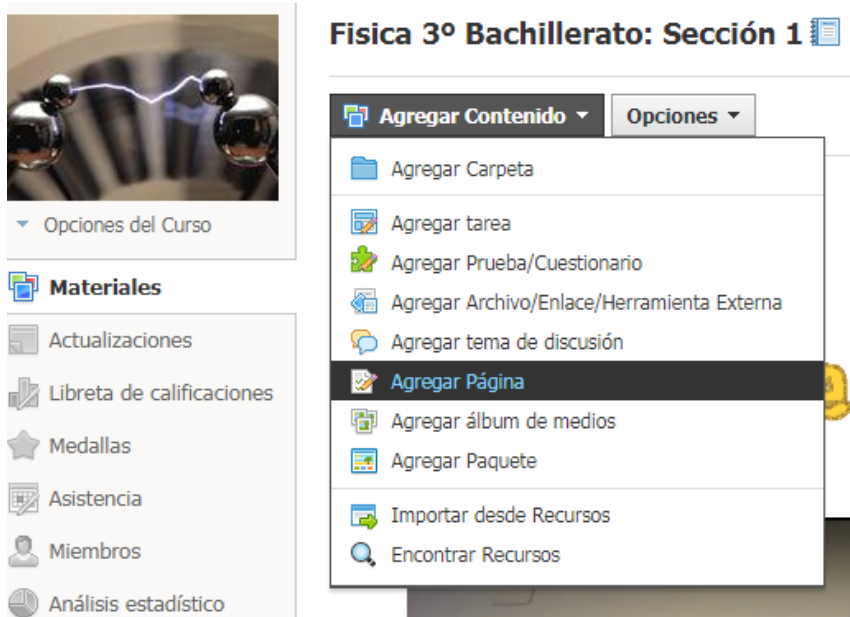 Fisica 3º Bachillerato: Sección 1
Agregar Contenido
Opciones
Agregar Carpeta
Agregar tarea
Agregar Prueba/Cuestionario
Agregar Archivo/Enlace/Herramienta Externa
Agregar tema de discusión
Agregar Página
Agregar álbum de medios
Agregar Paquete
Importar desde Recursos
Encontrar Recursos
Opciones del Curso
Materiales
Actualizaciones
Libreta de calificaciones
Medallas
Asistencia
Miembros
Análisis estadístico